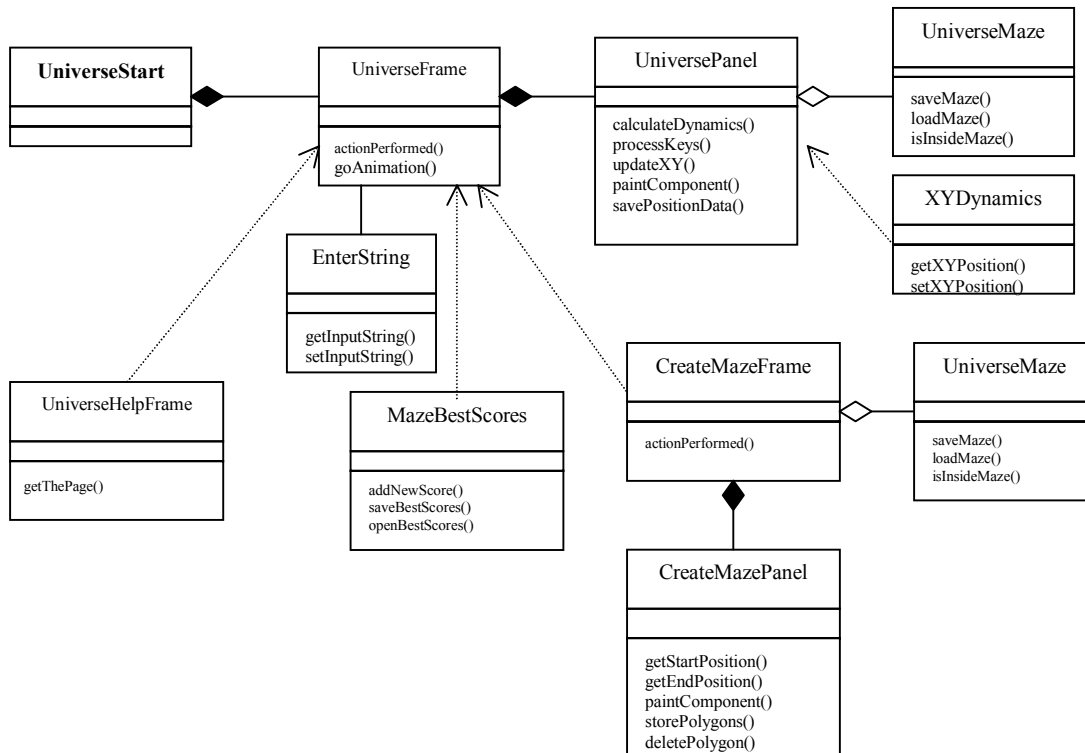 UniverseStart
UniverseFrame
actionPerformed()
goAnimation()
UniversePanel
calculateDynamics()
processKeys()
updateXY()
paintComponent()
savePositionData()
UniverseMaze
saveMaze()
loadMaze()
isInsideMaze()
XYDynamics
getXYPosition()
setXYPosition()
EnterString
getInputString()
setInputString()
UniverseHelpFrame
getThePage()
MazeBestScores
addNewScore()
saveBestScores()
openBestScores()
CreateMazeFrame
actionPerformed()
UniverseMaze
saveMaze()
loadMaze()
isInsideMaze()
CreateMazePanel
getStartPosition()
getEndPosition()
paintComponent()
storePolygons()
deletePolygon()